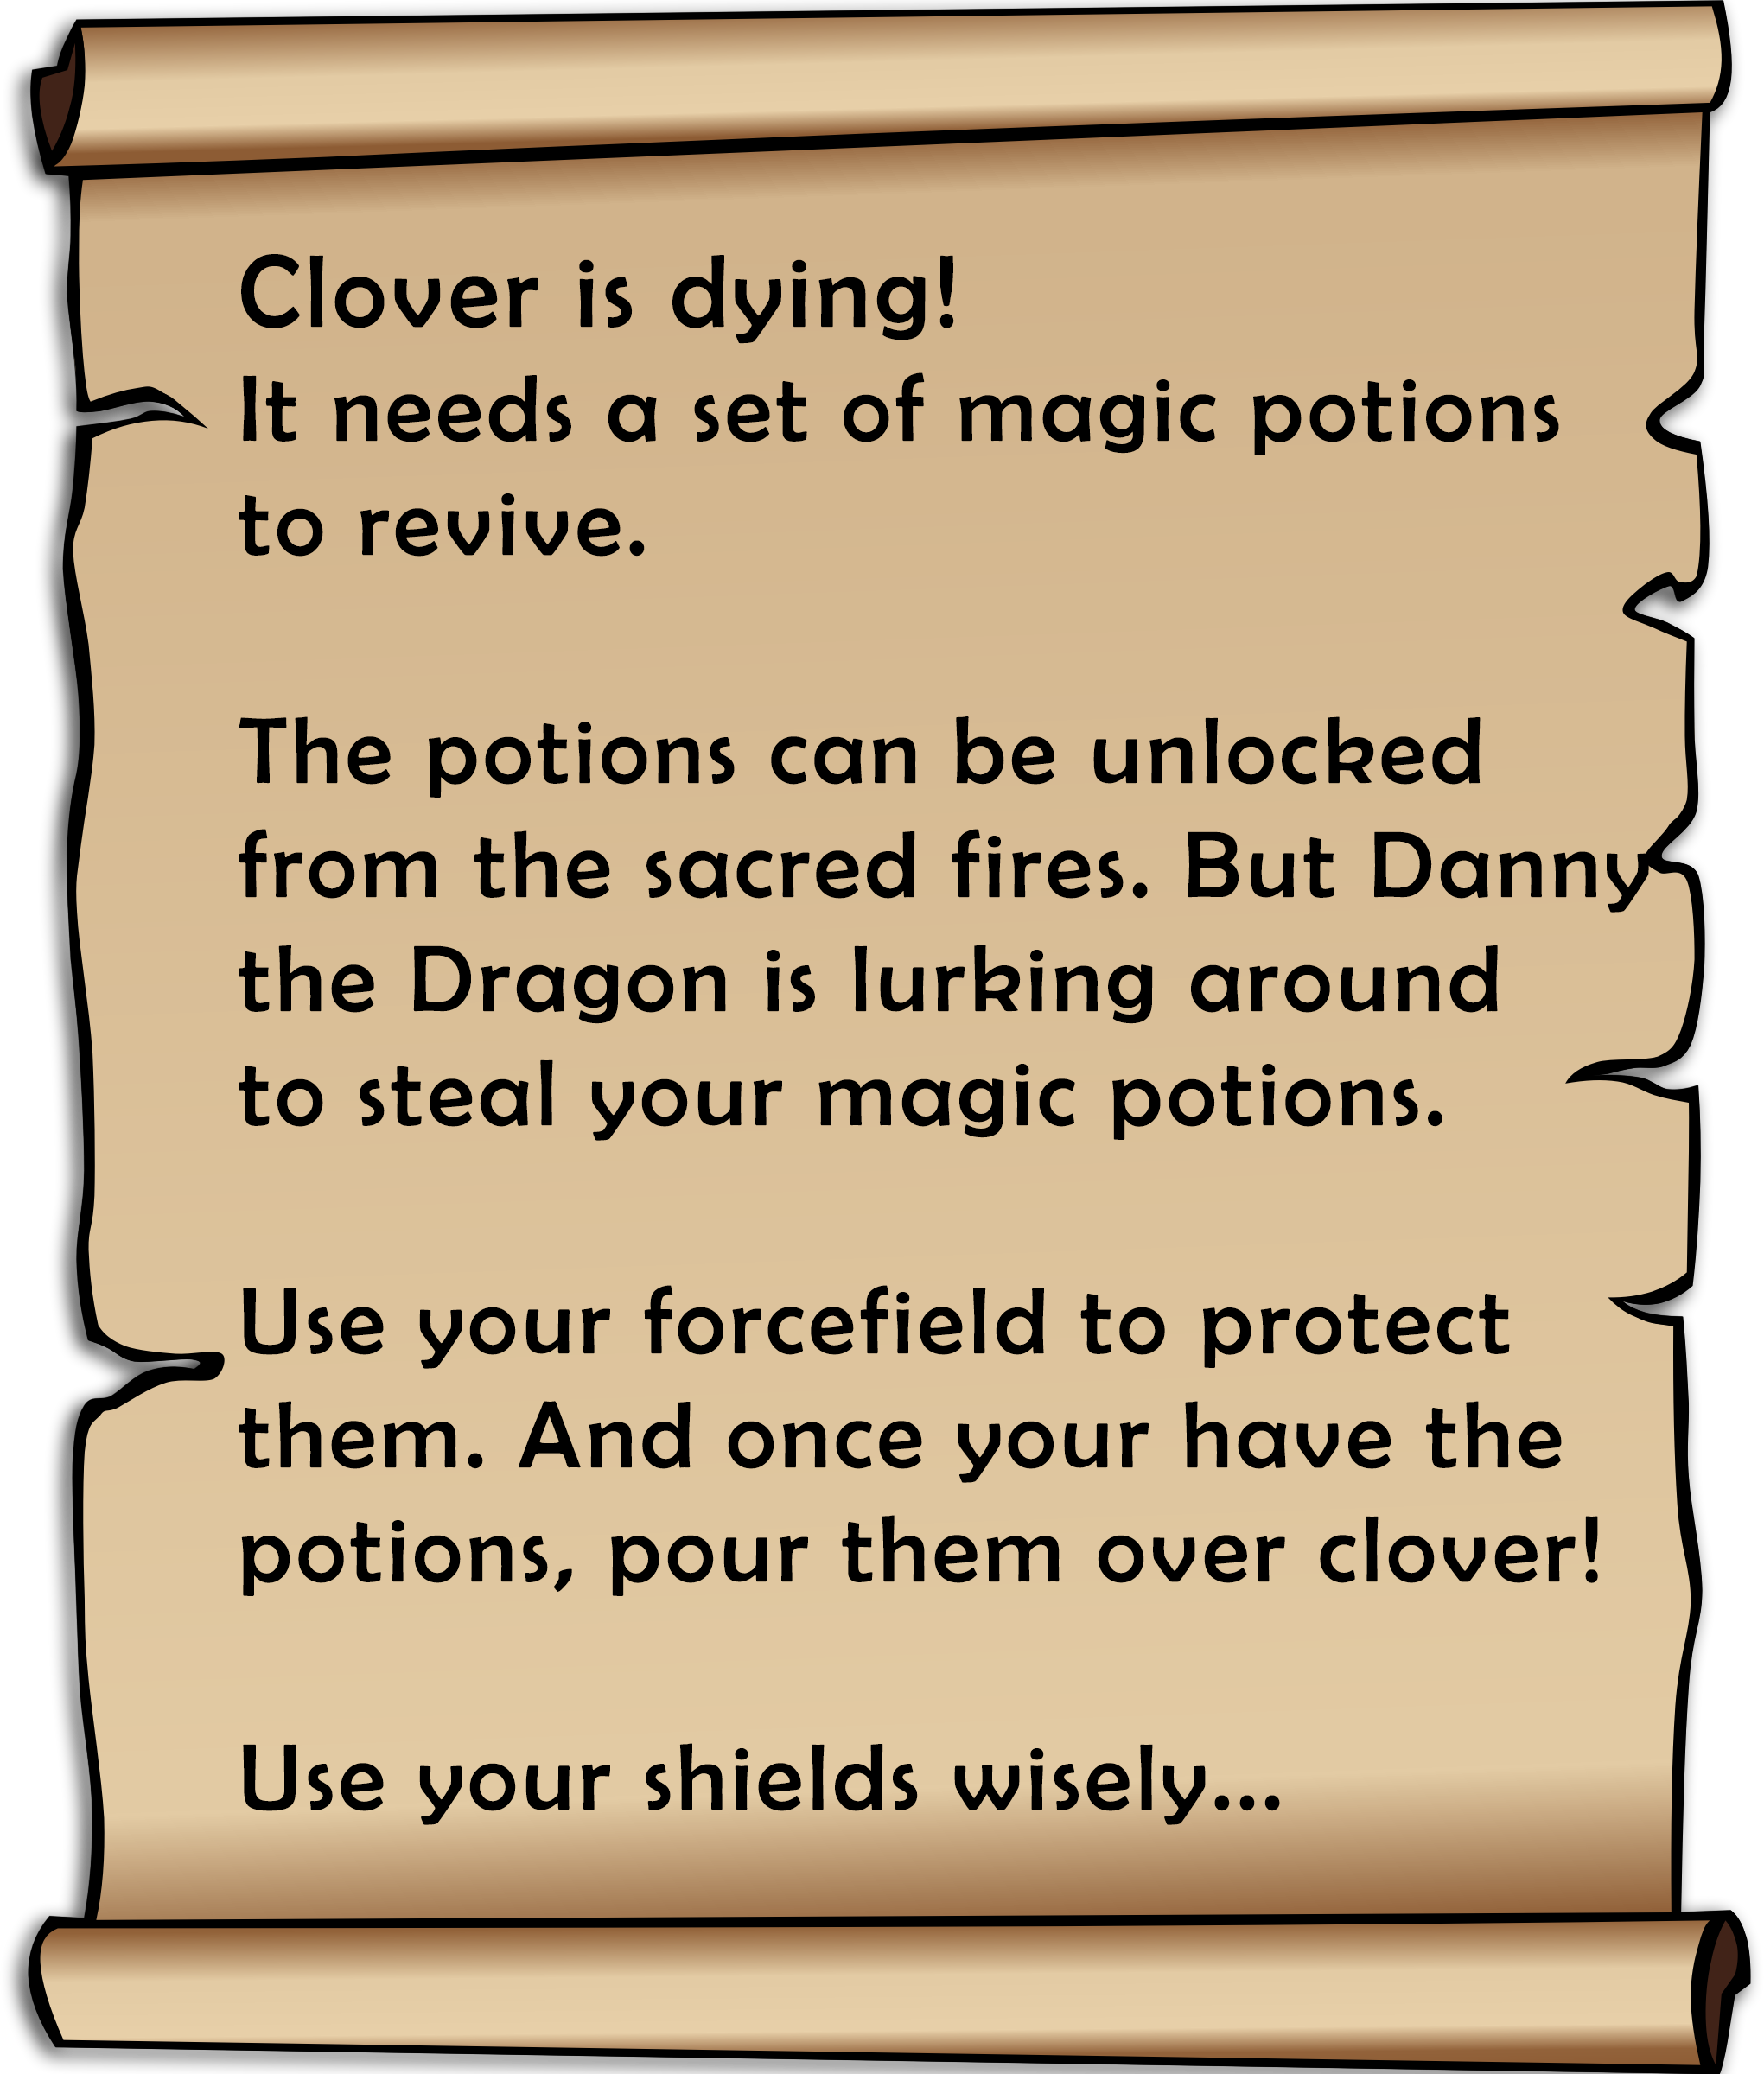 Clover is dying!
It needs a set of magic potions
to revive.
The potions can be unlocked
from the sacred fires. But Danny
the Dragon is lurking around
to steal your magic potions.
Use your forcefield to protect
them. And once your have the
potions, pour them over clover!
Use your shields wisely...